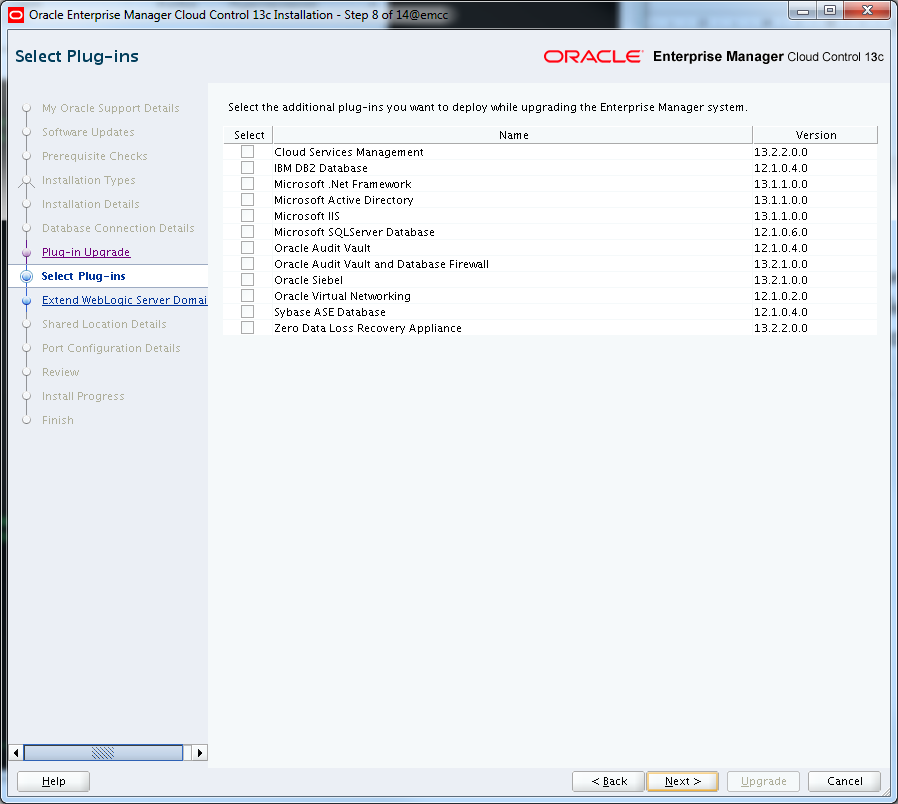 Oracle Enterprise Manager Cloud Control 13c Installation - Step 8 of 14@emcc
Select Plug-ins
ORACLE Enterprise Manager Cloud Control 13c
My Oracle Support Details
Software Updates
Prerequisite Checks
Installation Types
Installation Details
Database Connection Details
Plug-in Upgrade
Select Plug-ins
Extend WebLogic Server Domai
Shared Location Details
Port Configuration Details
Review
Install Progress
Finish
Select the additional plug-ins you want to deploy while upgrading the Enterprise Manager system.
Select Name Version
Cloud Services Management 13.2.2.0.0
IBM DB2 Database 12.1.0.4.0
Microsoft .Net Framework 13.1.1.0.0
Microsoft Active Directory 13.1.1.0.0
Microsoft IIS 13.1.1.0.0
Microsoft SQLServer Database 12.1.0.6.0
Oracle Audit Vault 12.1.0.4.0
Oracle Audit Vault and Database Firewall 13.2.1.0.0
Oracle Siebel 13.2.1.0.0
Oracle Virtual Networking 12.1.0.2.0
Sybase ASE Database 12.1.0.4.0
Zero Data Loss Recovery Appliance 13.2.2.0.0
Help < Back Next > Upgrade Cancel